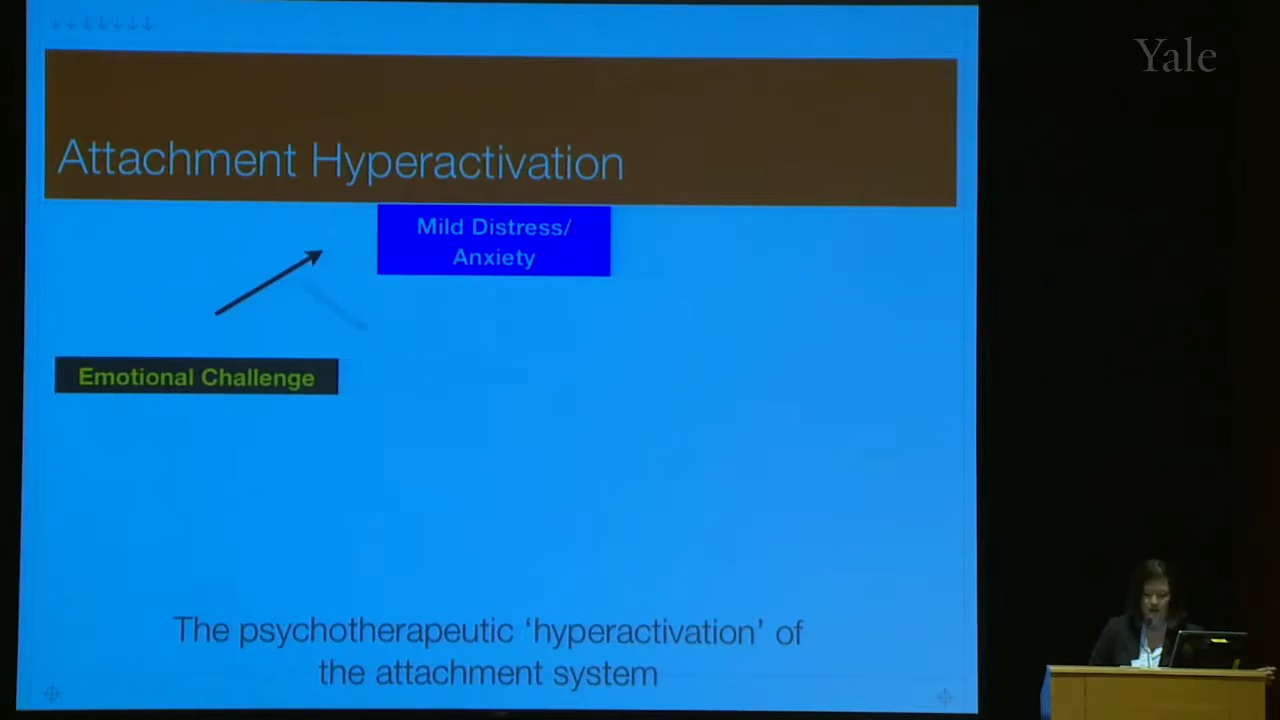 Yale
Attachment Hyperactivation
Mild Distress/
Anxiety
Emotional Challenge
The psychotherapeutic ‘hyperactivation’ of
the attachment system